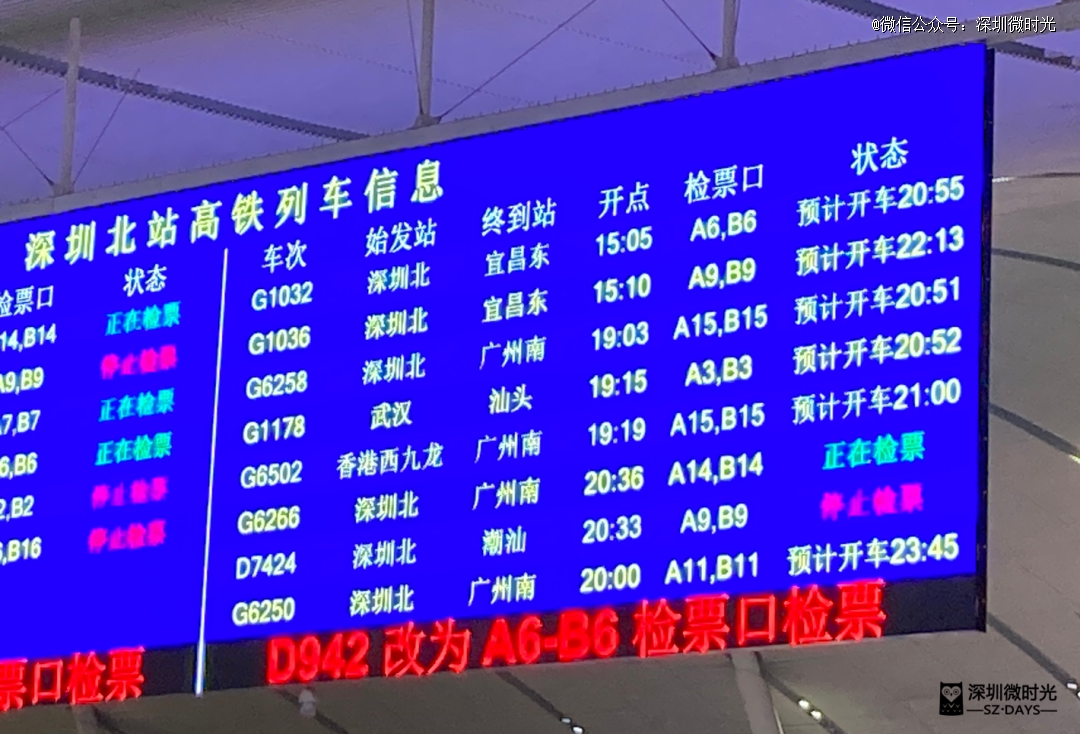 @微信公众号：深圳微时光
深圳北站高铁列车信息
检票口 状态
14,B14 正在检票
A9,B9 停止检票
A7,B7 正在检票
6,B6 正在检票
2,B2 停止检票
,B16 停止检票
票口检票
车次 始发站 终到站 开点 检票口 状态
G1032 深圳北 宜昌东 15:05 A6,B6 预计开车20:55
G1036 深圳北 宜昌东 15:10 A9,B9 预计开车22:13
G6258 深圳北 广州南 19:03 A15,B15 预计开车20:51
G1178 武汉 汕头 19:15 A3,B3 预计开车20:52
G6502 香港西九龙 广州南 19:19 A15,B15 预计开车21:00
G6266 深圳北 广州南 20:36 A14,B14 正在检票
D7424 深圳北 潮汕 20:33 A9,B9 停止检票
G6250 深圳北 广州南 20:00 A11,B11 预计开车23:45
D942 改为 A6-B6 检票口检票
深圳微时光
SZ·DAYS